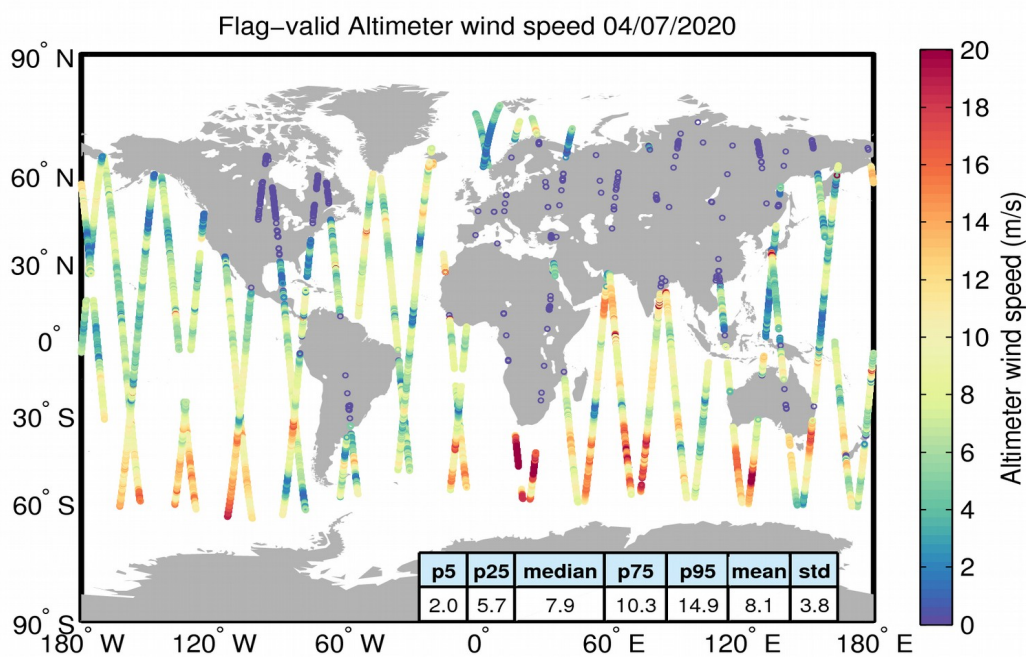 Flag−valid Altimeter wind speed 04/07/2020
90° N
60° N
30° N
0°
30° S
60° S
90° S
180° W
120° W
60° W
0°
60° E
120° E
180° E
20
18
16
14
12
10
8
6
4
2
0
Altimeter wind speed (m/s)
p5 p25 median p75 p95 mean std
2.0 5.7 7.9 10.3 14.9 8.1 3.8